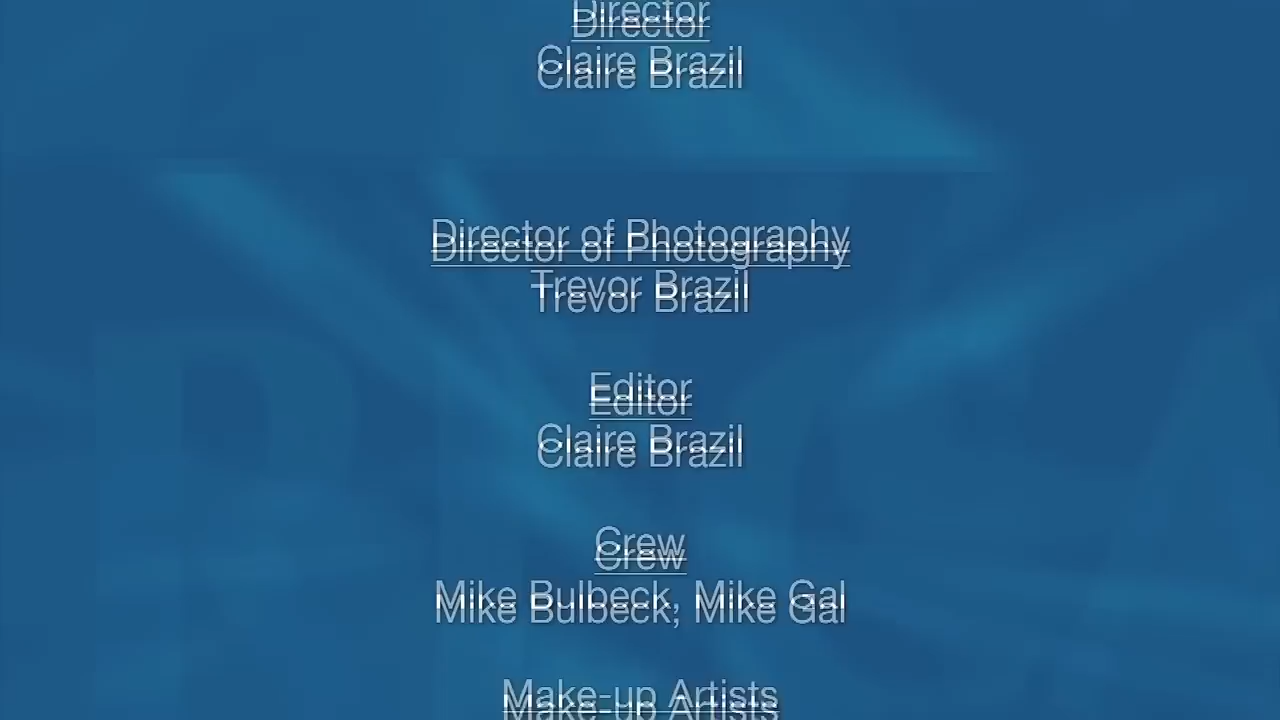 Director
Claire Brazil
Director of Photography
Trevor Brazil
Editor
Claire Brazil
Crew
Mike Bulbeck, Mike Gal
Make-up Artists